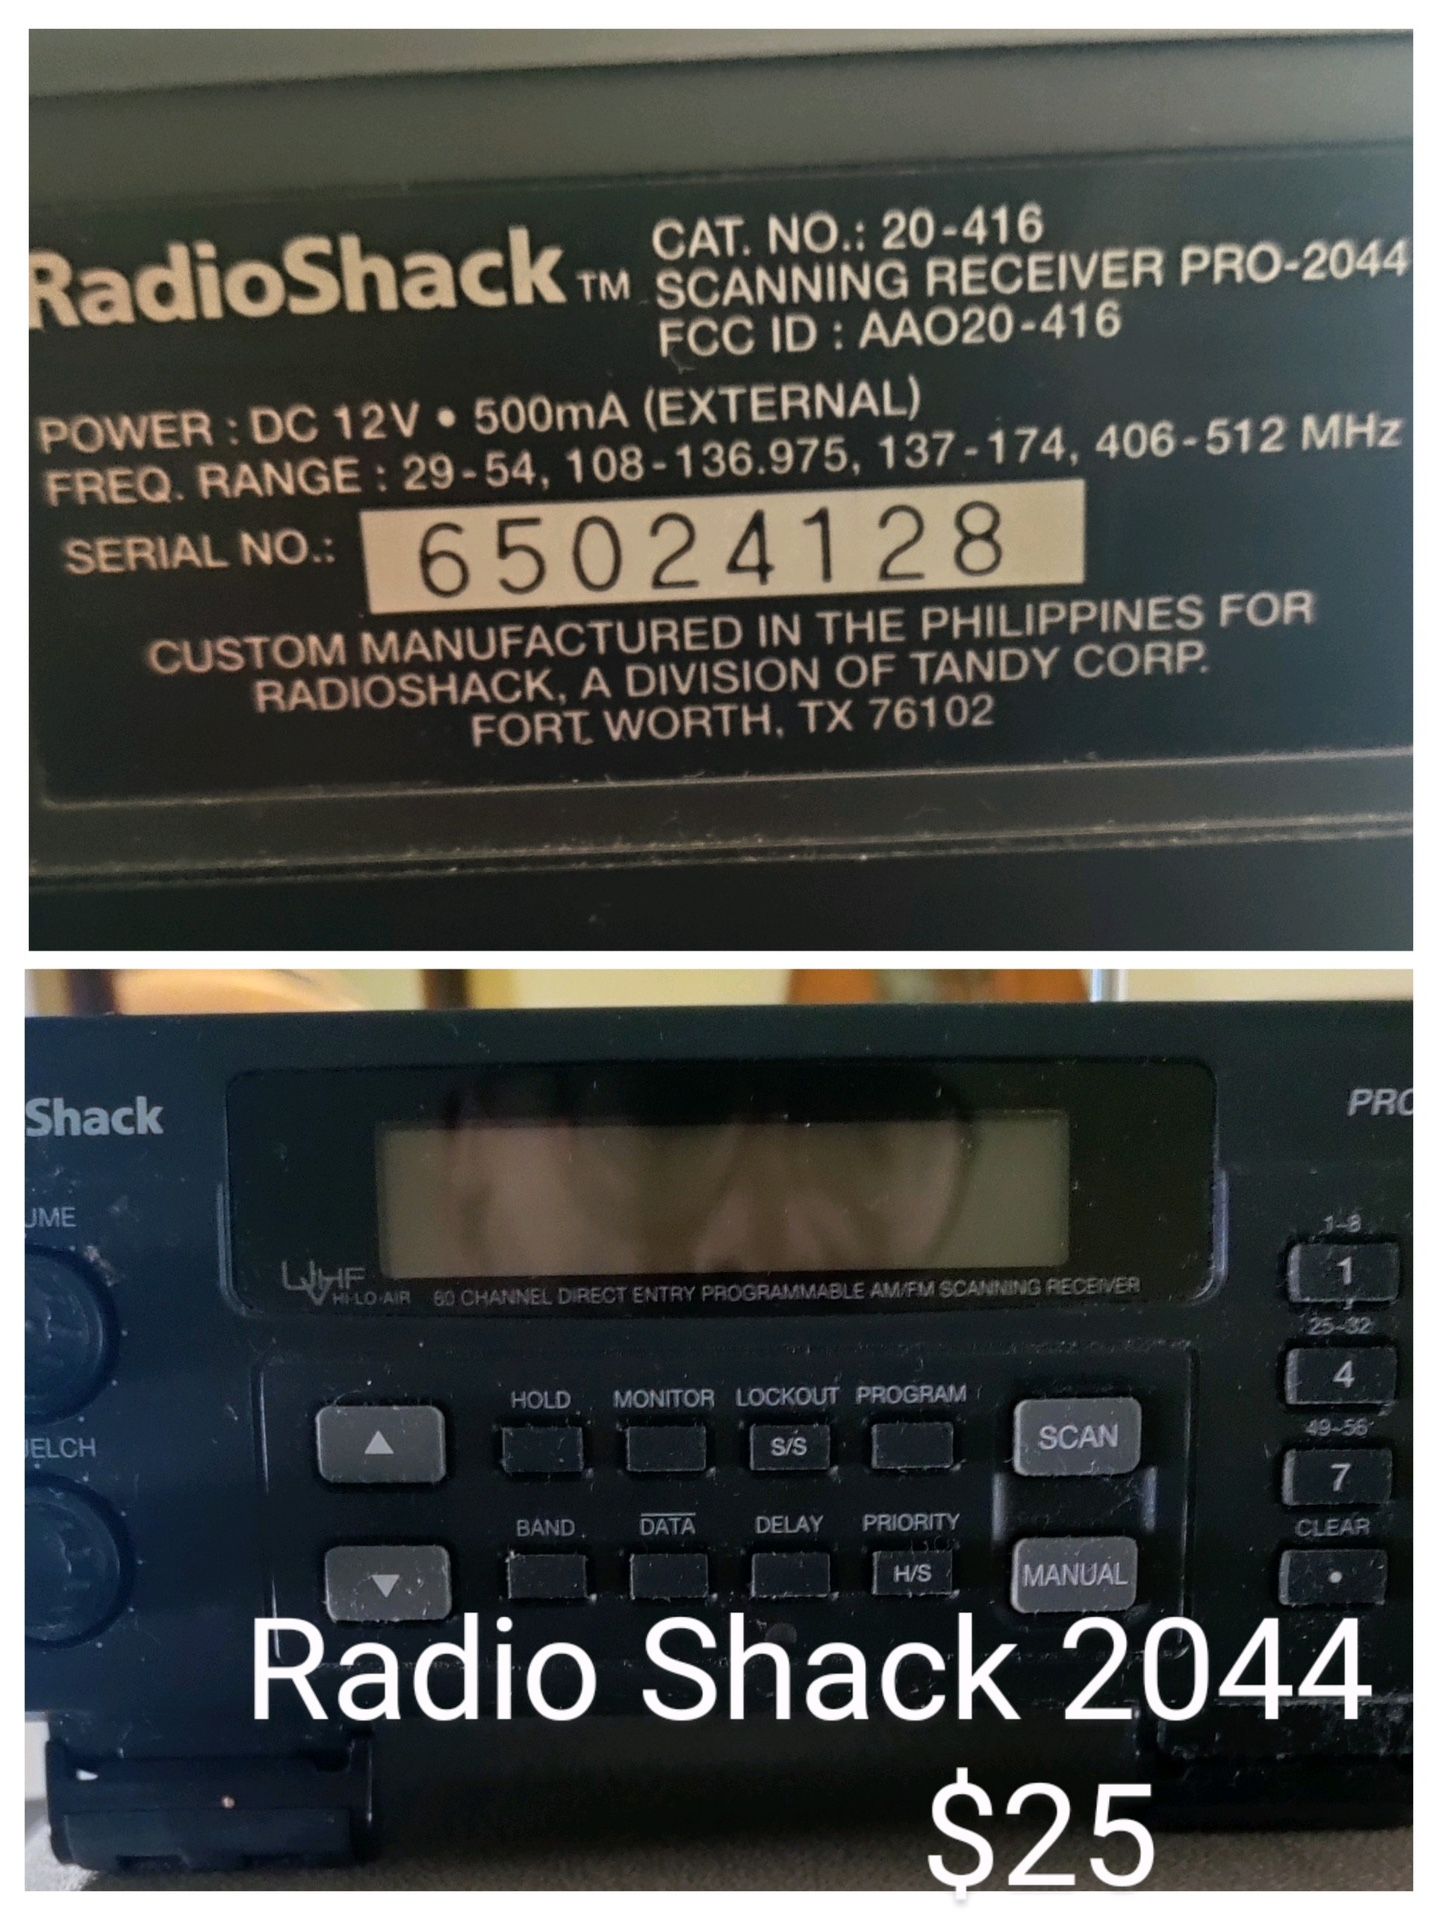 RadioShack™
CAT. NO.: 20-416
SCANNING RECEIVER PRO-2044
FCC ID : AAO20-416
POWER : DC 12V • 500mA (EXTERNAL)
FREQ. RANGE : 29-54, 108-136.975, 137-174, 406-512 MHz
SERIAL NO.: 65024128
CUSTOM MANUFACTURED IN THE PHILIPPINES FOR
RADIOSHACK, A DIVISION OF TANDY CORP.
FORT WORTH, TX 76102
Shack
PRO
UME
UVHF
HI-LO-AIR
80 CHANNEL DIRECT ENTRY PROGRAMMABLE AM/FM SCANNING RECEIVER
1-8
1
25-32
4
HOLD MONITOR LOCKOUT PROGRAM
▲ S/S SCAN
49-56
7
UELCH
BAND DATA DELAY PRIORITY
CLEAR
▼ H/S MANUAL •
Radio Shack 2044
$25